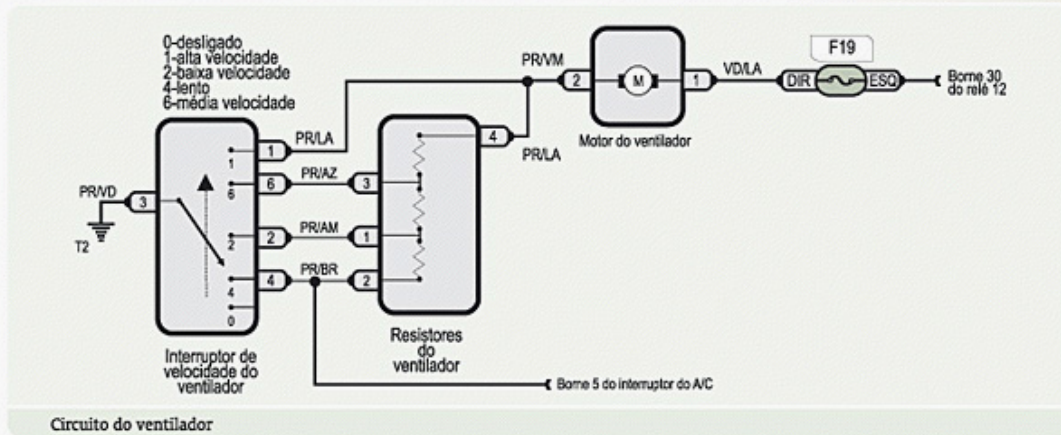 0-desligado
1-alta velocidade
2-baixa velocidade
4-lento
6-média velocidade
PR/VD
3
T2
1
6
2
4
0
1
6
2
4
PR/LA
PR/AZ
PR/AM
PR/BR
3
1
2
4
PR/LA
PR/VM
2
M
1
VD/LA
F19
DIR
ESQ
Borne 30
do relé 12
Motor do ventilador
Interruptor de
velocidade do
ventilador
Resistores
do
ventilador
Borne 5 do interruptor do A/C
Circuito do ventilador